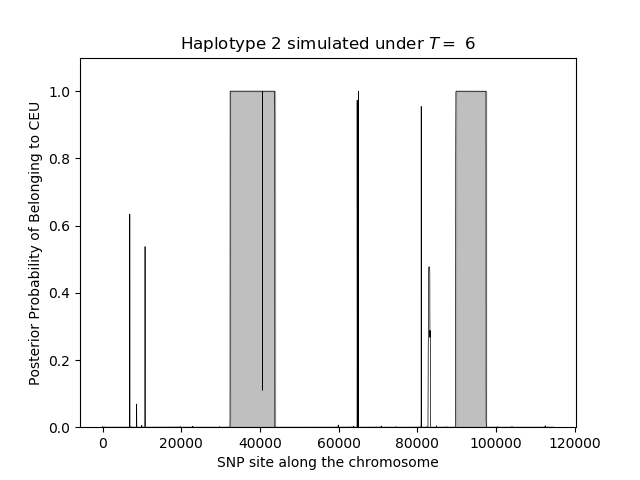 Haplotype 2 simulated under T = 6
Posterior Probability of Belonging to CEU
1.0
0.8
0.6
0.4
0.2
0.0
0 20000 40000 60000 80000 100000 120000
SNP site along the chromosome